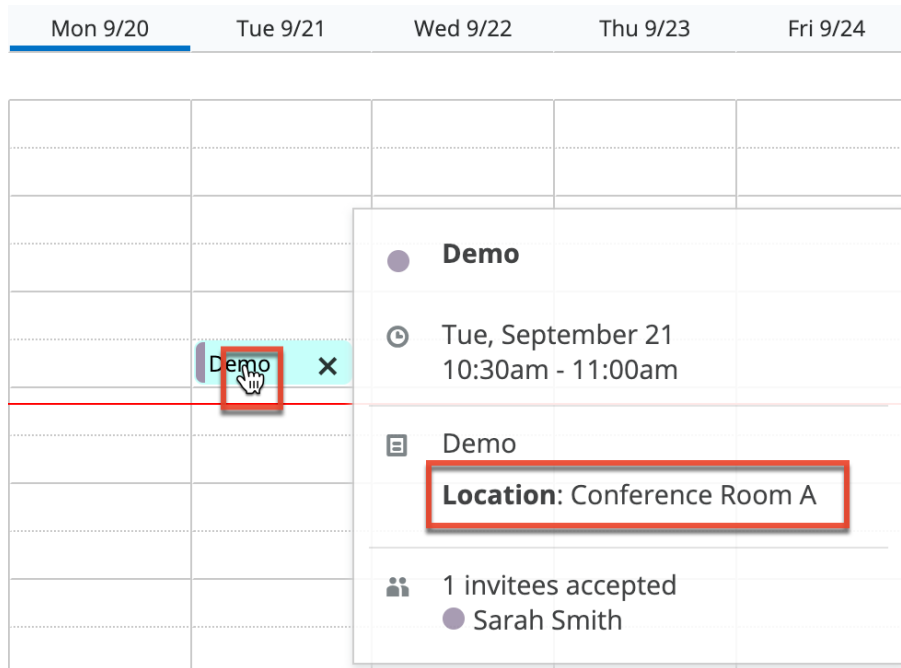 Mon 9/20 Tue 9/21 Wed 9/22 Thu 9/23 Fri 9/24
Demo
Demo
Tue, September 21
10:30am - 11:00am
Demo
Location: Conference Room A
1 invitees accepted
Sarah Smith